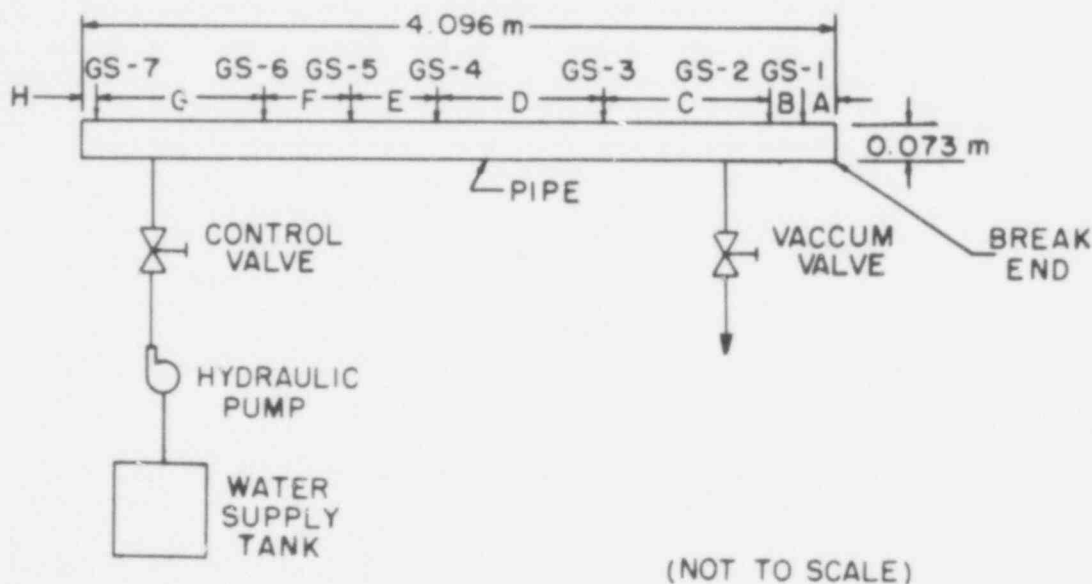 4.096 m
GS-7 GS-6 GS-5 GS-4 GS-3 GS-2 GS-1
H G F E D C B A
0.073 m
PIPE
CONTROL
VALVE
VACCUM
VALVE
BREAK
END
HYDRAULIC
PUMP
WATER
SUPPLY
TANK
(NOT TO SCALE)